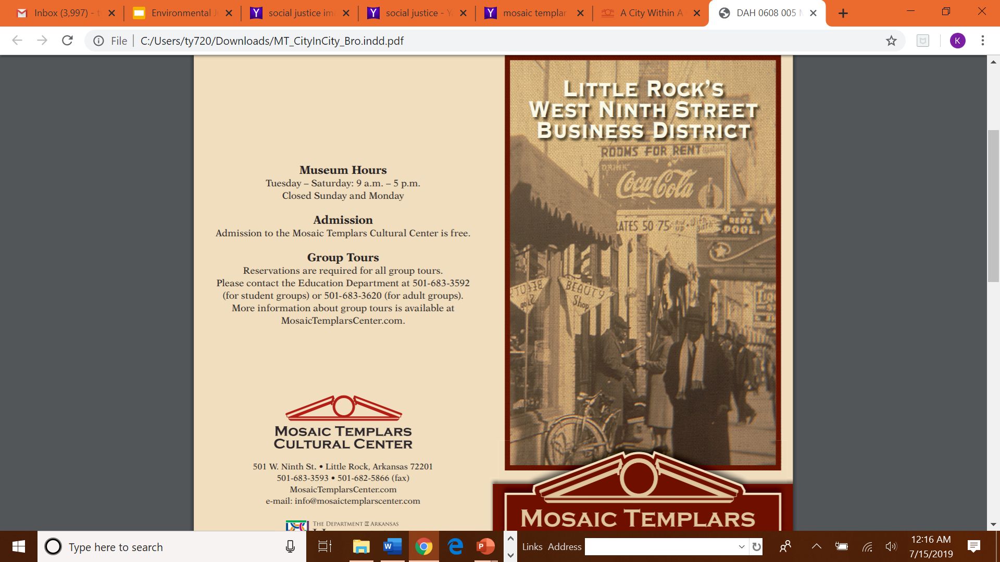 Inbox (3,997) - t
Environmental J
social justice im
social justice - Y
mosaic templar
A City Within A
DAH 0608 005 M
File
C:/Users/ty720/Downloads/MT_CityInCity_Bro.indd.pdf
K
Museum Hours
Tuesday – Saturday: 9 a.m. – 5 p.m.
Closed Sunday and Monday
Admission
Admission to the Mosaic Templars Cultural Center is free.
Group Tours
Reservations are required for all group tours.
Please contact the Education Department at 501-683-3592
(for student groups) or 501-683-3620 (for adult groups).
More information about group tours is available at
MosaicTemplarsCenter.com.
Mosaic Templars
Cultural Center
501 W. Ninth St. • Little Rock, Arkansas 72201
501-683-3593 • 501-682-5866 (fax)
MosaicTemplarsCenter.com
e-mail: info@mosaictemplarscenter.com
The Department of Arkansas
Little Rock's
West Ninth Street
Business District
ROOMS FOR RENT
DRINK
Coca-Cola
RATES 50 75
RED'S
POOL
BEAUTY
Shop
BEAUTY
Shop
Mosaic Templars
Type here to search
Links Address
12:16 AM
7/15/2019